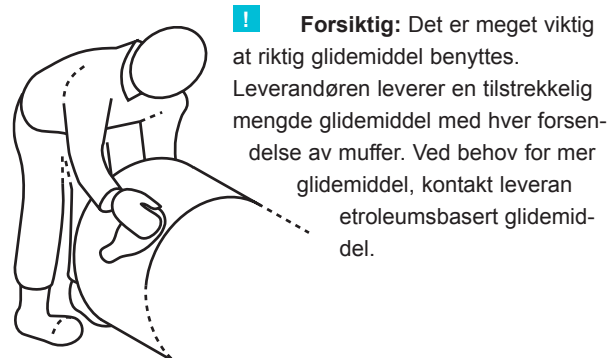 ! Forsiktig: Det er meget viktig
at riktig glidemiddel benyttes.
Leverandøren leverer en tilstrekkelig
mengde glidemiddel med hver forsen-
delse av muffer. Ved behov for mer
glidemiddel, kontakt leveran
etroleumsbasert glidemid-
del.